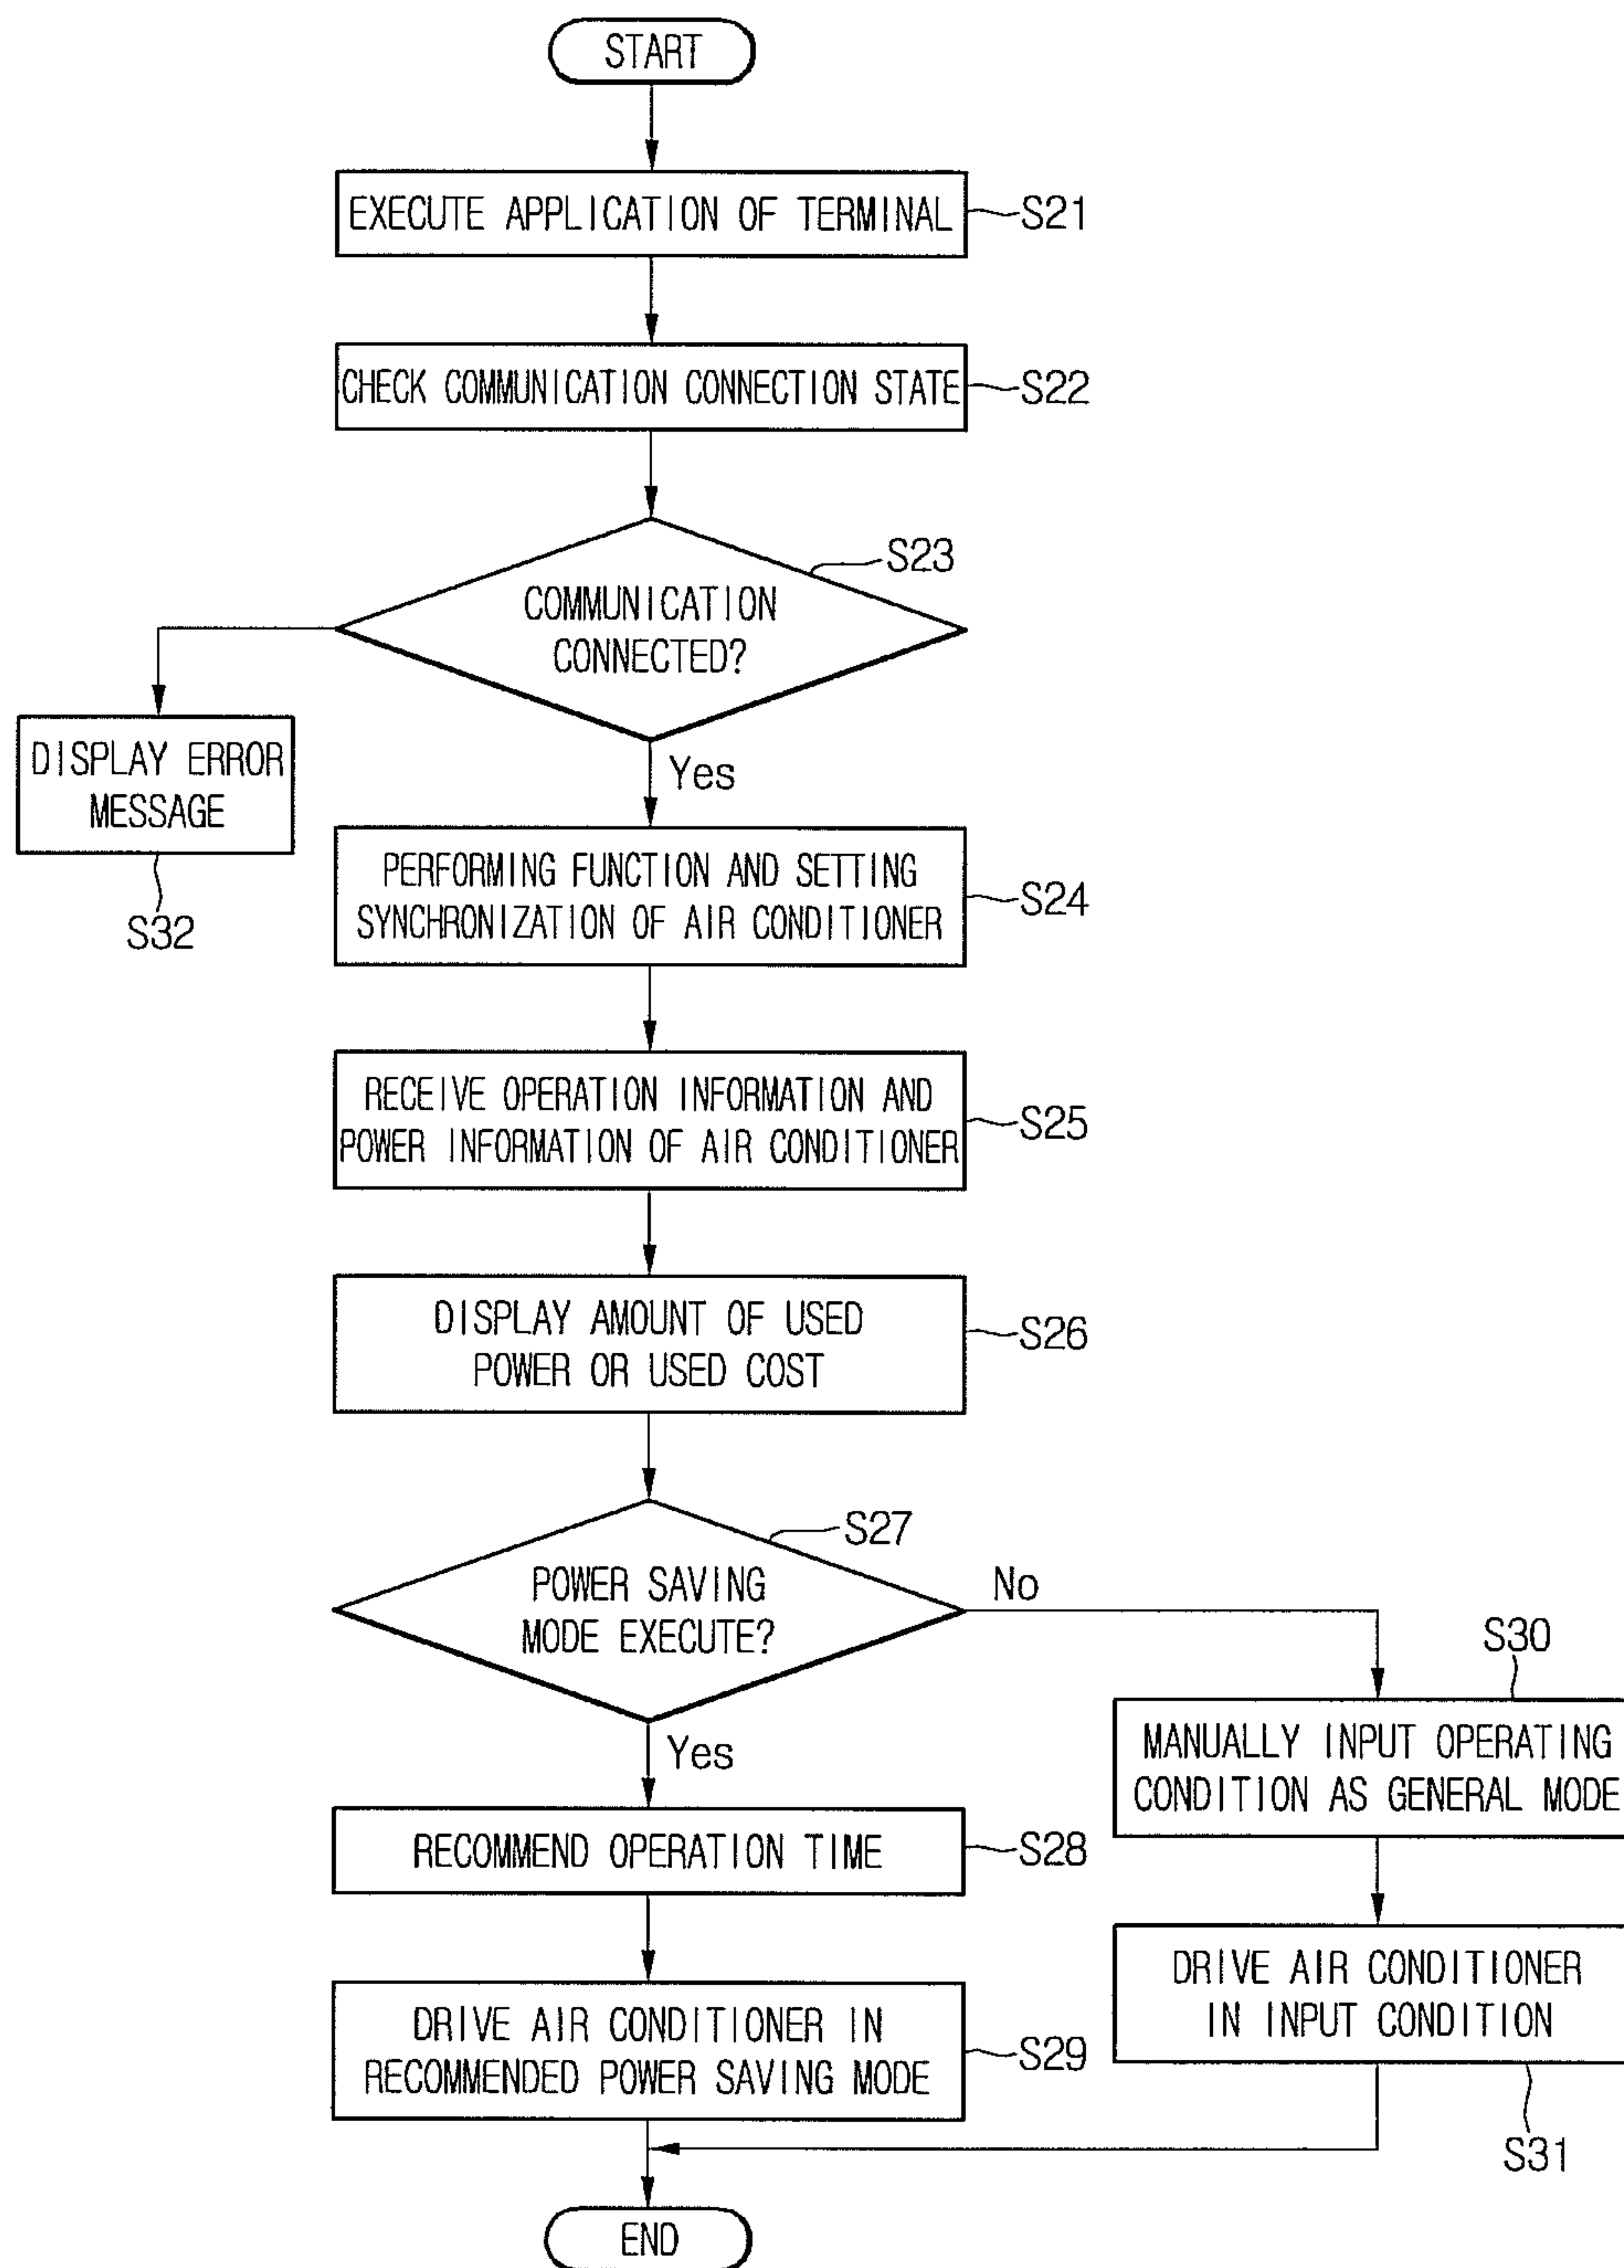 START
EXECUTE APPLICATION OF TERMINAL
S21
CHECK COMMUNICATION CONNECTION STATE
S22
S23
COMMUNICATION
CONNECTED?
DISPLAY ERROR
MESSAGE
S32
Yes
PERFORMING FUNCTION AND SETTING
SYNCHRONIZATION OF AIR CONDITIONER
S24
RECEIVE OPERATION INFORMATION AND
POWER INFORMATION OF AIR CONDITIONER
S25
DISPLAY AMOUNT OF USED
POWER OR USED COST
S26
S27
POWER SAVING
MODE EXECUTE?
No
S30
MANUALLY INPUT OPERATING
CONDITION AS GENERAL MODE
Yes
RECOMMEND OPERATION TIME
S28
DRIVE AIR CONDITIONER
IN INPUT CONDITION
S31
DRIVE AIR CONDITIONER IN
RECOMMENDED POWER SAVING MODE
S29
END